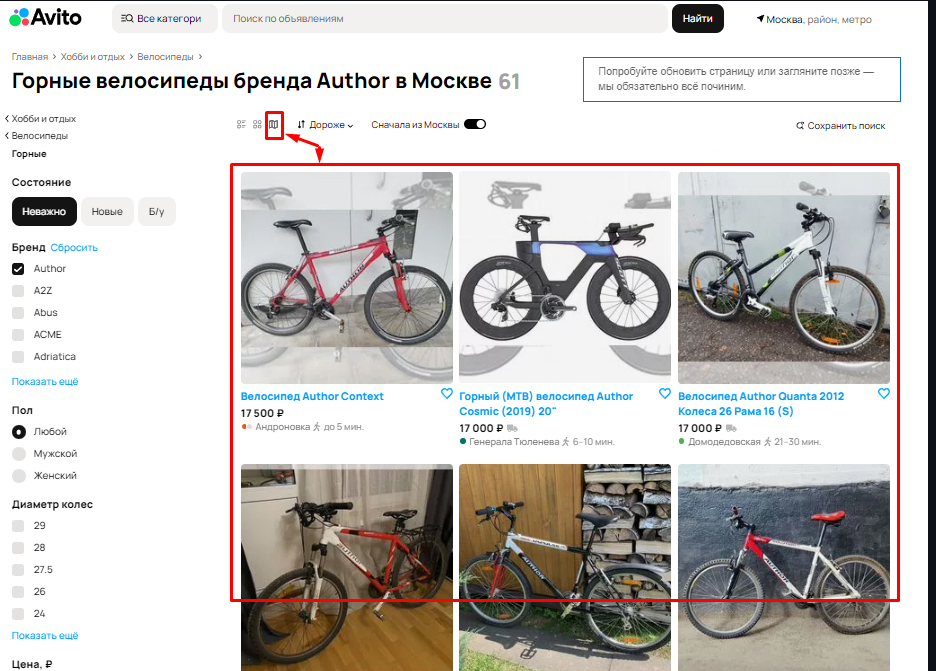 Avito
Все категори
Поиск по объявлениям
Найти
Москва, район, метро
Главная > Хобби и отдых > Велосипеды >
Горные велосипеды бренда Author в Москве 61
Попробуйте обновить страницу или загляните позже —
мы обязательно всё починим.
Хобби и отдых
Велосипеды
Горные
Дороже
Сначала из Москвы
Сохранить поиск
Состояние
Неважно
Новые
Б/у
Бренд Сбросить
Author
A2Z
Abus
ACME
Adriatica
Показать ещё
Пол
Любой
Мужской
Женский
Диаметр колес
29
28
27.5
26
24
Показать ещё
Цена, ₽
Велосипед Author Context
17 500 ₽
Андроновка до 5 мин.
Горный (MTB) велосипед Author
Cosmic (2019) 20"
17 000 ₽
Генерала Тюленева 6–10 мин.
Велосипед Author Quanta 2012
Колеса 26 Рама 16 (S)
17 000 ₽
Домодедовская 21–30 мин.